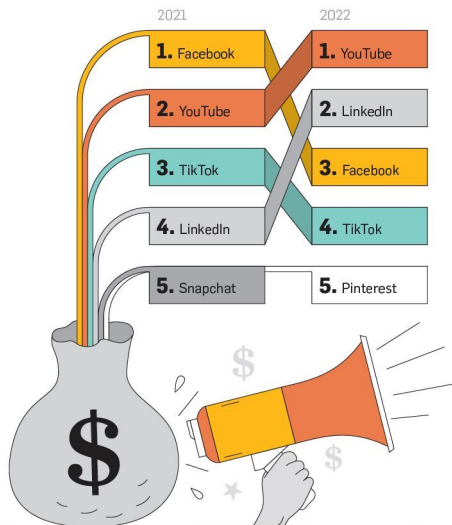 2021 2022
1. Facebook 1. YouTube
2. YouTube 2. LinkedIn
3. TikTok 3. Facebook
4. LinkedIn 4. TikTok
5. Snapchat 5. Pinterest
$
$
$